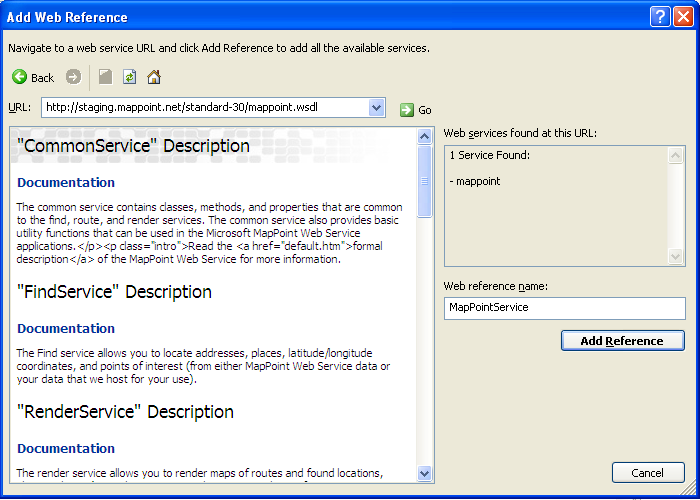 Add Web Reference
Navigate to a web service URL and click Add Reference to add all the available services.
Back
URL: http://staging.mappoint.net/standard-30/mappoint.wsdl Go
"CommonService" Description
Documentation
The common service contains classes, methods, and properties that are common
to the find, route, and render services. The common service also provides basic
utility functions that can be used in the Microsoft MapPoint Web Service
applications.</p><p class="intro">Read the <a href="default.htm">formal
description</a> of the MapPoint Web Service for more information.
"FindService" Description
Documentation
The Find service allows you to locate addresses, places, latitude/longitude
coordinates, and points of interest (from either MapPoint Web Service data or
your data that we host for your use).
"RenderService" Description
Documentation
The render service allows you to render maps of routes and found locations,
Web services found at this URL:
1 Service Found:
- mappoint
Web reference name:
MapPointService
Add Reference
Cancel